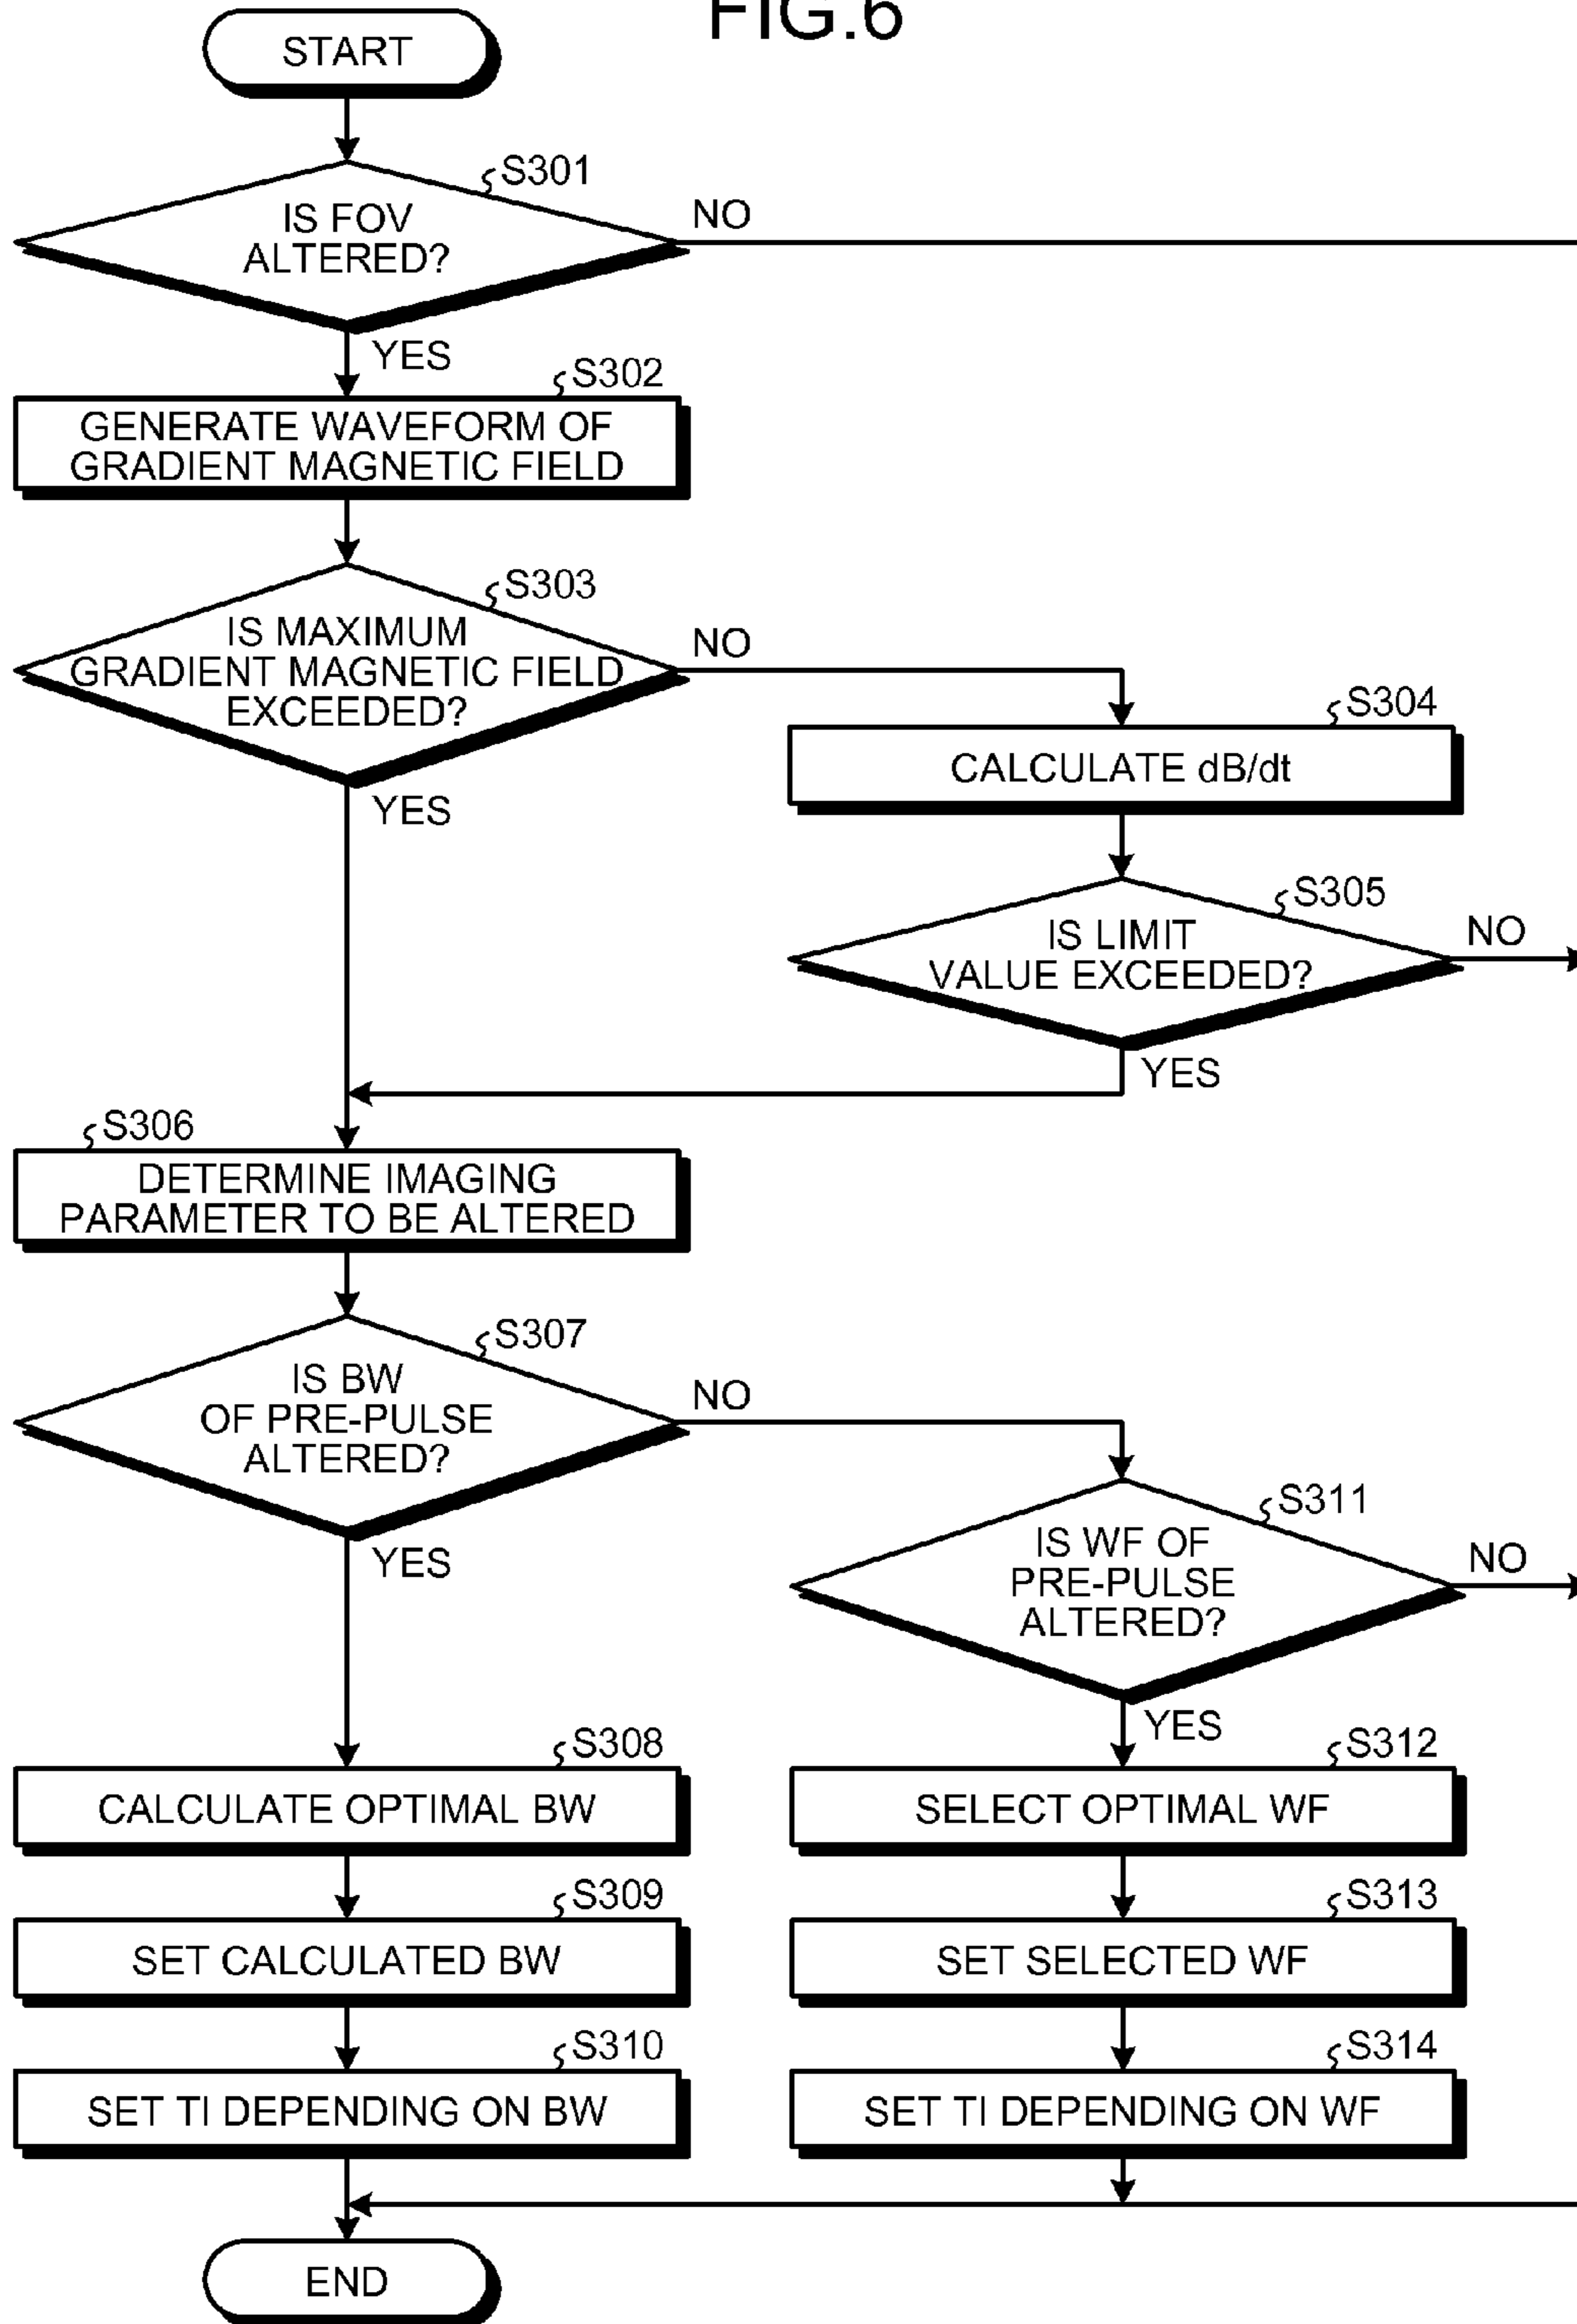 FIG.6
START
S301
IS FOV
ALTERED?
NO
YES
S302
GENERATE WAVEFORM OF
GRADIENT MAGNETIC FIELD
S303
IS MAXIMUM
GRADIENT MAGNETIC FIELD
EXCEEDED?
NO
YES
S304
CALCULATE dB/dt
S305
IS LIMIT
VALUE EXCEEDED?
NO
YES
S306
DETERMINE IMAGING
PARAMETER TO BE ALTERED
S307
IS BW
OF PRE-PULSE
ALTERED?
NO
YES
S311
IS WF OF
PRE-PULSE
ALTERED?
NO
YES
S308
CALCULATE OPTIMAL BW
S309
SET CALCULATED BW
S310
SET TI DEPENDING ON BW
S312
SELECT OPTIMAL WF
S313
SET SELECTED WF
S314
SET TI DEPENDING ON WF
END